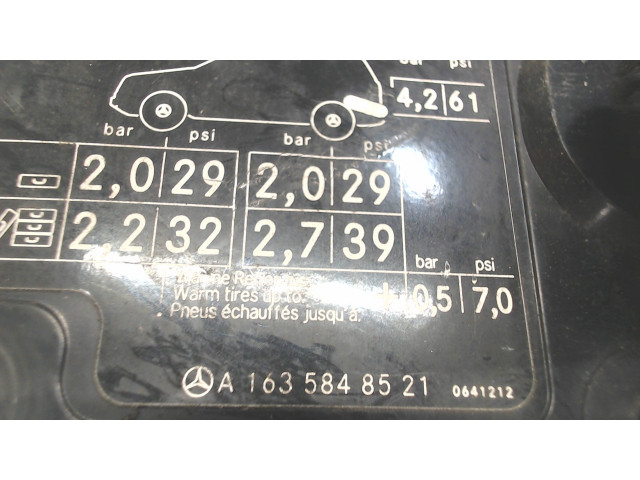 bar psi
4,2 61
bar psi bar psi
2,0 29 2,0 29
2,2 32 2,7 39
bar psi
Warm tires up to: + 0,5 7,0
Pneus échauffés jusqu'à:
A 163 584 85 21 0641212